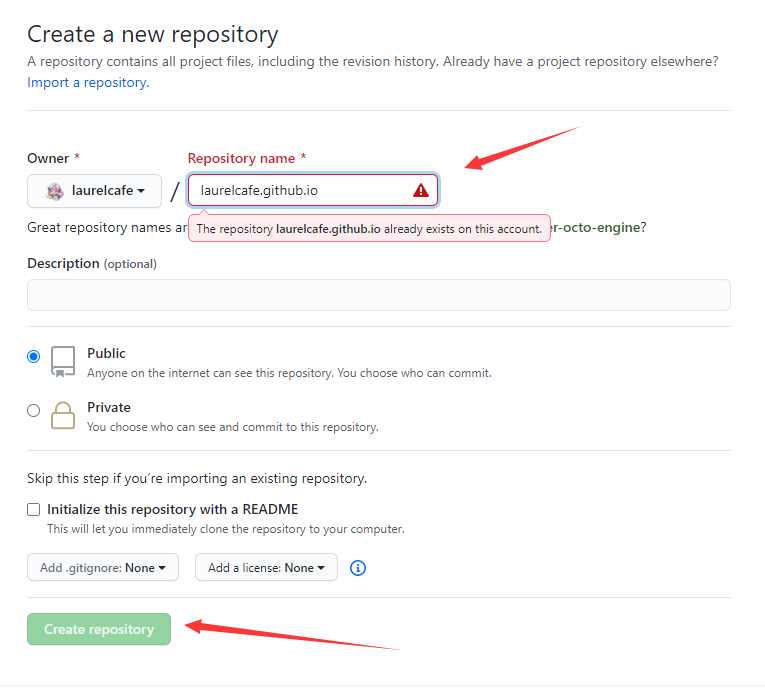 Create a new repository
A repository contains all project files, including the revision history. Already have a project repository elsewhere?
Import a repository.
Owner *
Repository name *
laurelcafe
/
laurelcafe.github.io
Great repository names ar
The repository laurelcafe.github.io already exists on this account.
r-octo-engine?
Description (optional)
Public
Anyone on the internet can see this repository. You choose who can commit.
Private
You choose who can see and commit to this repository.
Skip this step if you’re importing an existing repository.
Initialize this repository with a README
This will let you immediately clone the repository to your computer.
Add .gitignore: None
Add a license: None
Create repository